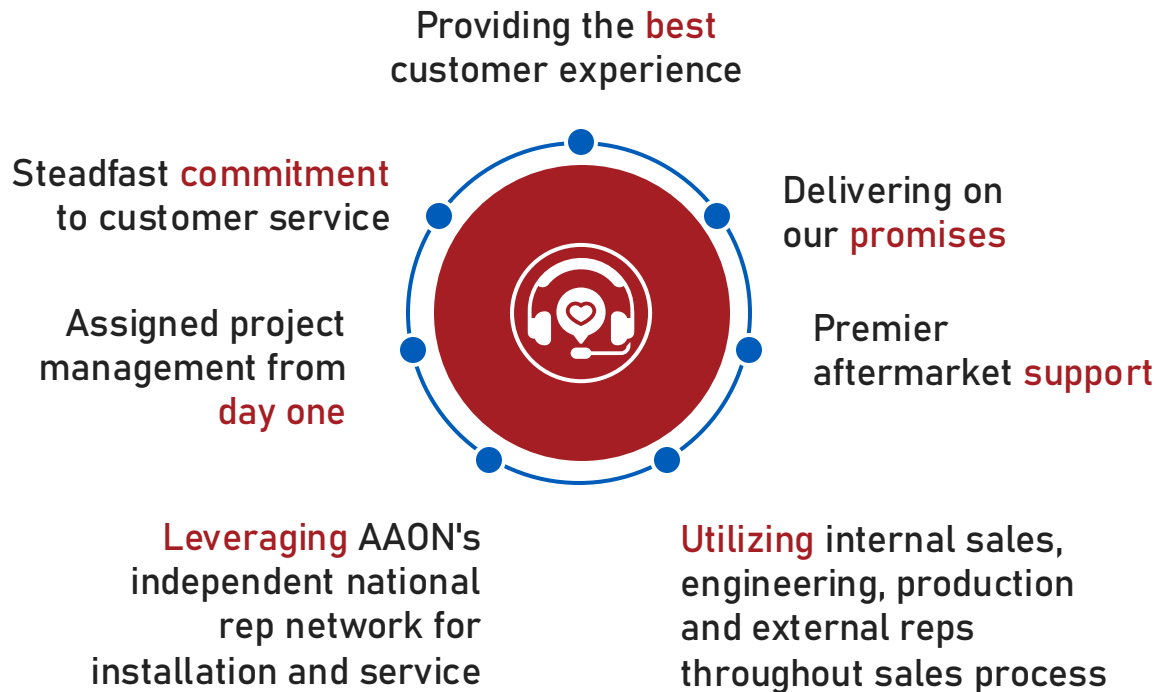 Providing the best
customer experience
Steadfast commitment
to customer service
Delivering on
our promises
Assigned project
management from
day one
Premier
aftermarket support
Leveraging AAON's
independent national
rep network for
installation and service
Utilizing internal sales,
engineering, production
and external reps
throughout sales process